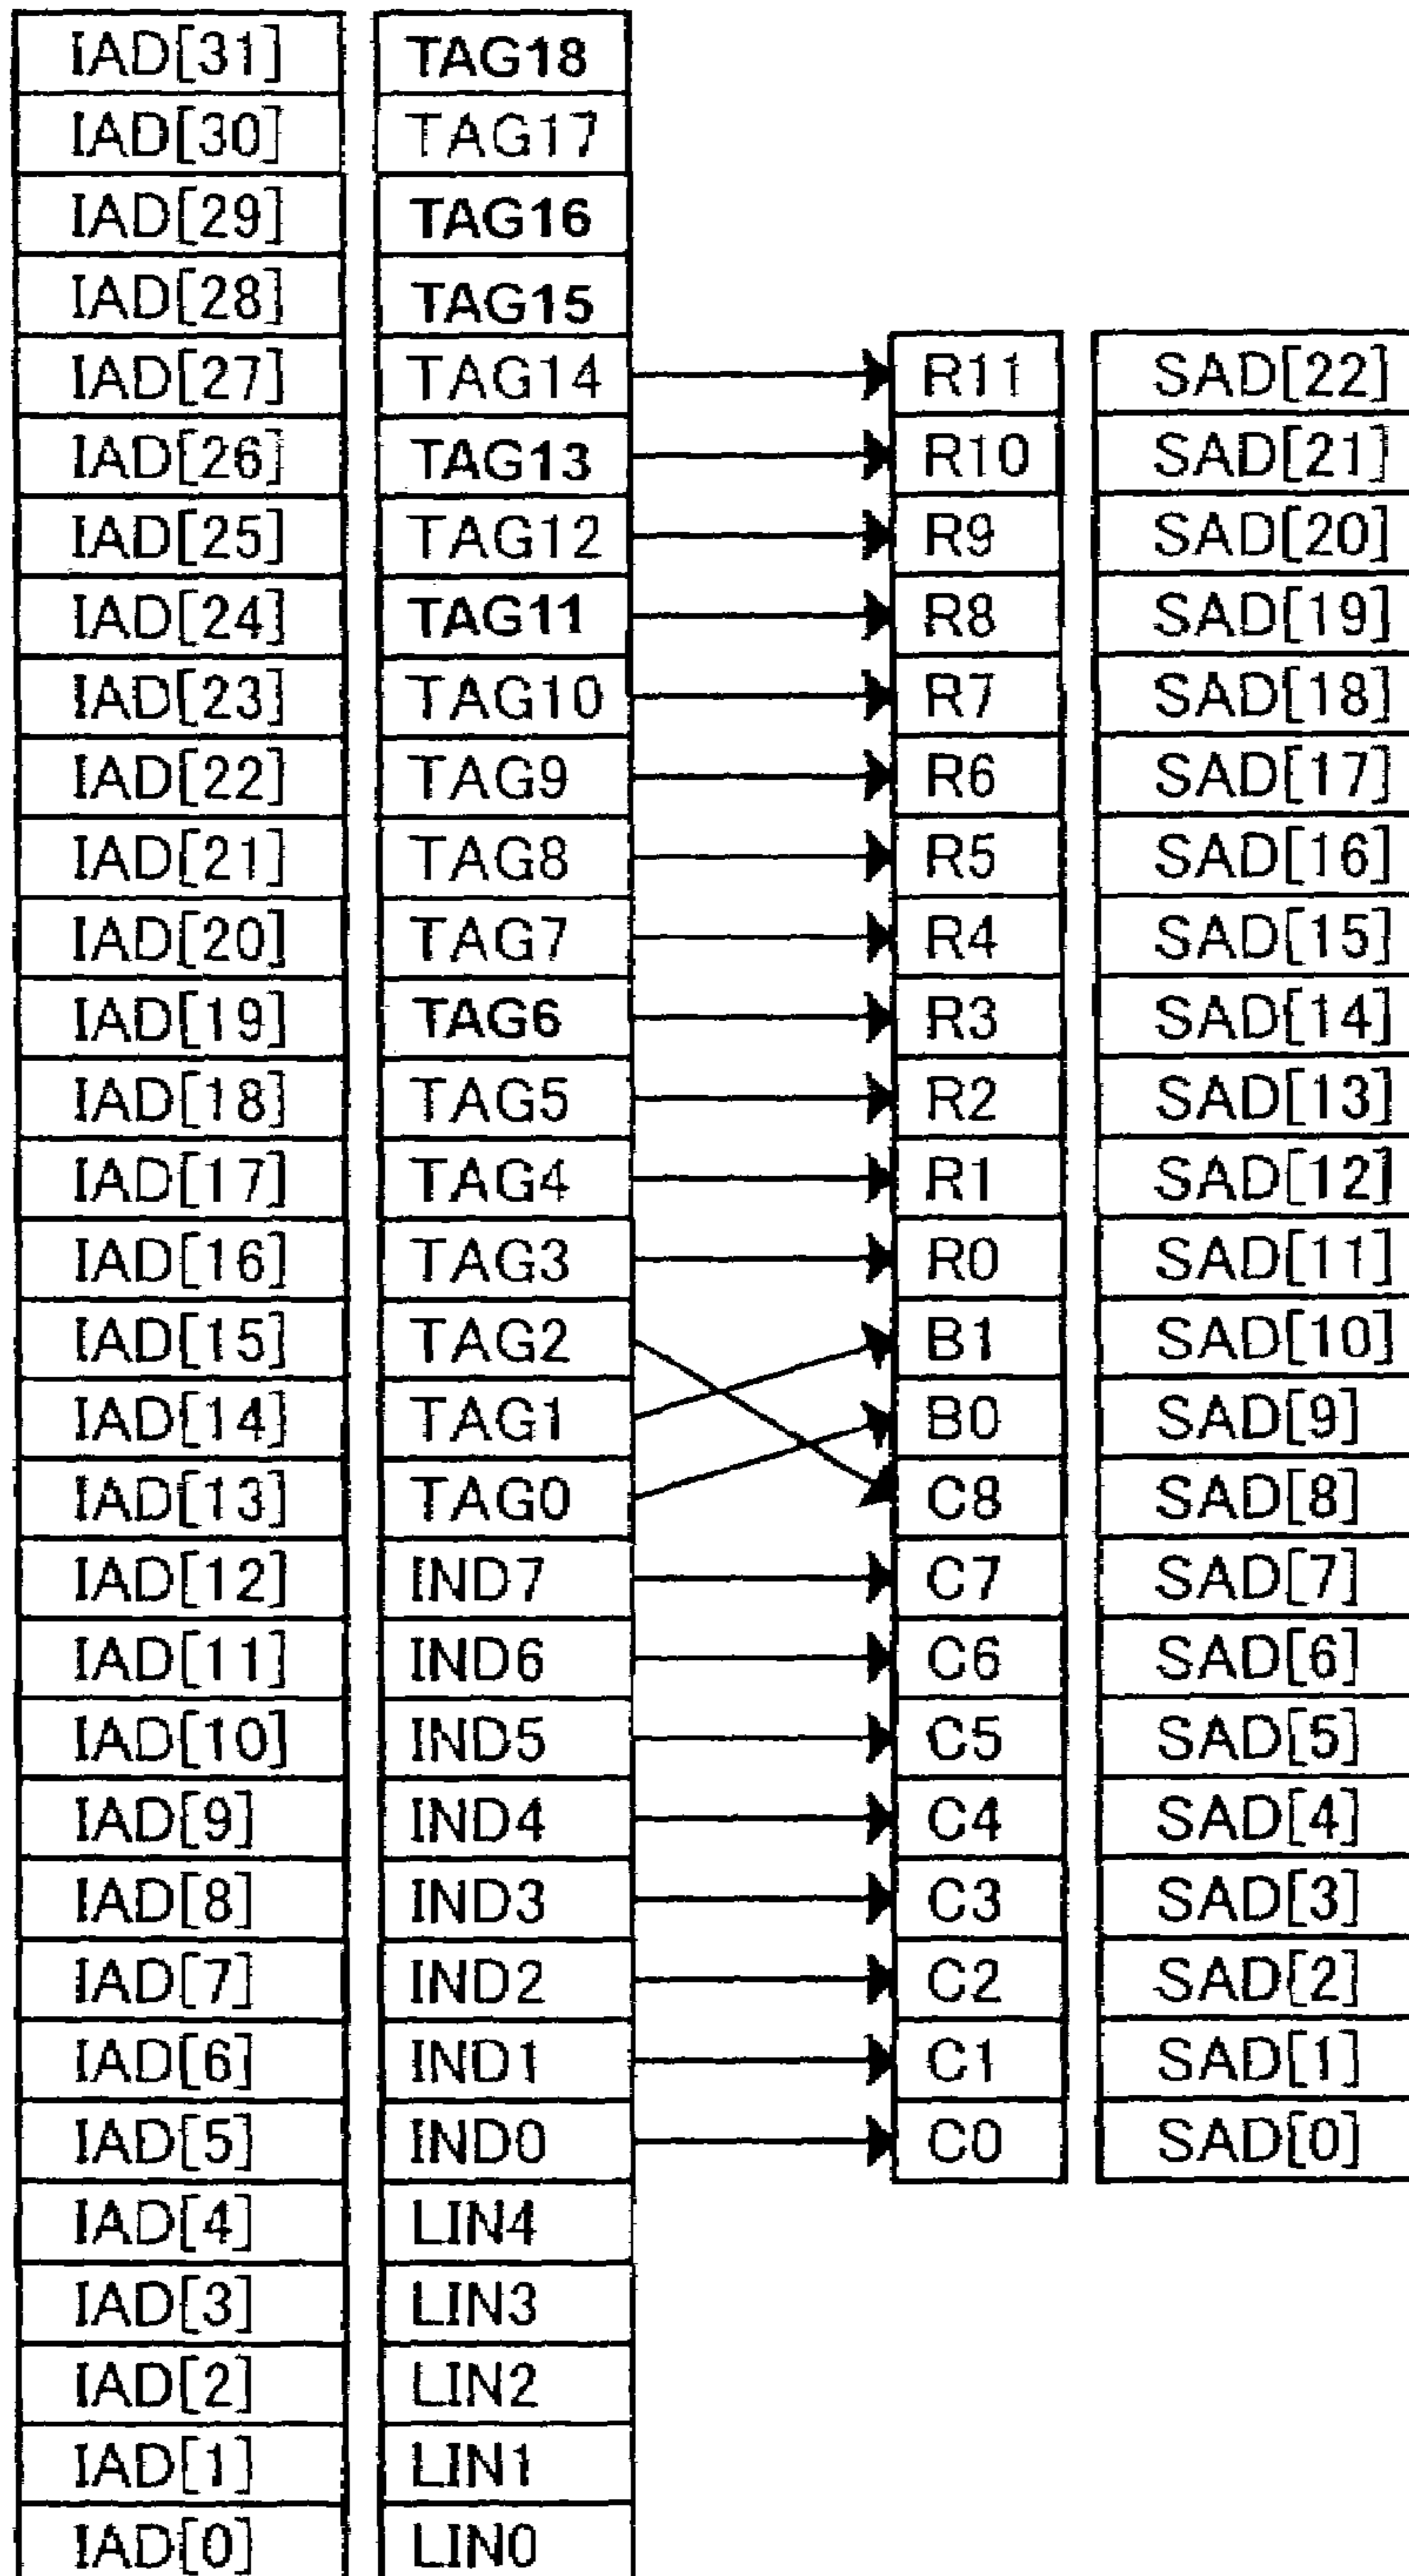 IAD[31] TAG18
IAD[30] TAG17
IAD[29] TAG16
IAD[28] TAG15
IAD[27] TAG14 R11 SAD[22]
IAD[26] TAG13 R10 SAD[21]
IAD[25] TAG12 R9 SAD[20]
IAD[24] TAG11 R8 SAD[19]
IAD[23] TAG10 R7 SAD[18]
IAD[22] TAG9 R6 SAD[17]
IAD[21] TAG8 R5 SAD[16]
IAD[20] TAG7 R4 SAD[15]
IAD[19] TAG6 R3 SAD[14]
IAD[18] TAG5 R2 SAD[13]
IAD[17] TAG4 R1 SAD[12]
IAD[16] TAG3 R0 SAD[11]
IAD[15] TAG2 B1 SAD[10]
IAD[14] TAG1 B0 SAD[9]
IAD[13] TAG0 C8 SAD[8]
IAD[12] IND7 C7 SAD[7]
IAD[11] IND6 C6 SAD[6]
IAD[10] IND5 C5 SAD[5]
IAD[9] IND4 C4 SAD[4]
IAD[8] IND3 C3 SAD[3]
IAD[7] IND2 C2 SAD[2]
IAD[6] IND1 C1 SAD[1]
IAD[5] IND0 C0 SAD[0]
IAD[4] LIN4
IAD[3] LIN3
IAD[2] LIN2
IAD[1] LIN1
IAD[0] LIN0